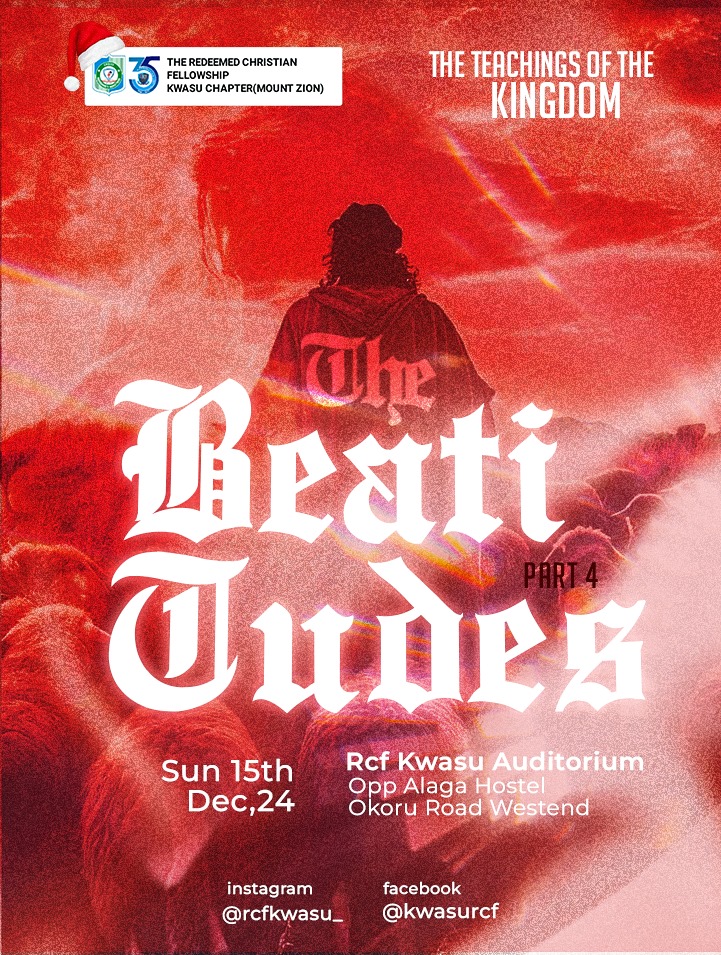 35
THE REDEEMED CHRISTIAN
FELLOWSHIP
KWASU CHAPTER(MOUNT ZION)
THE TEACHINGS OF THE
KINGDOM
The
Beati
Tudes
PART 4
Sun 15th
Dec,24
Rcf Kwasu Auditorium
Opp Alaga Hostel
Okoru Road Westend
instagram
@rcfkwasu_
facebook
@kwasurcf